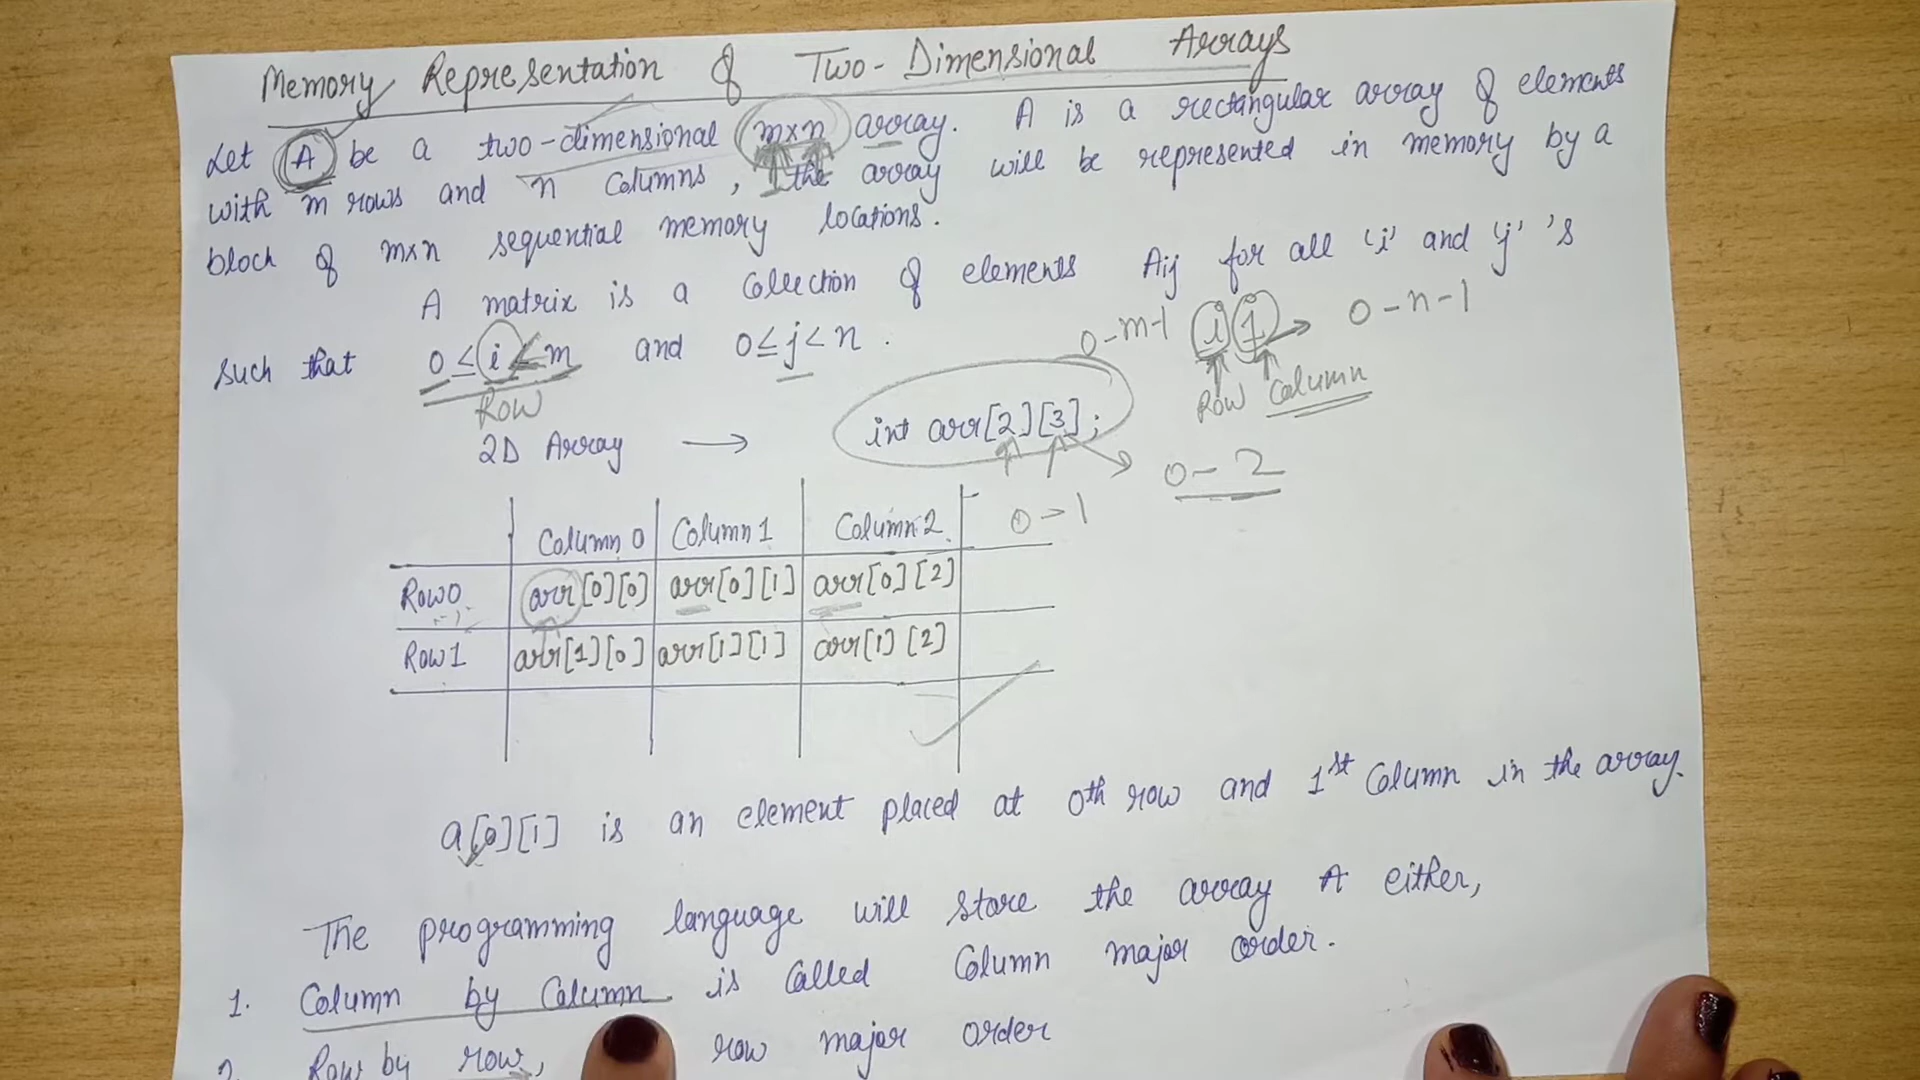 Memory Representation of Two-Dimensional Arrays
Let A be a two-dimensional m×n array. A is a rectangular array of elements
with m rows and n columns, the array will be represented in memory by a
block of m×n sequential memory locations.
A matrix is a collection of elements Aij for all 'i' and 'j' 's
such that 0≤i<m and 0≤j<n.
0-m-1 i j → 0-n-1
Row
Row Column
2D Array → int arr[2][3];
0-2
0-1
Column 0 Column 1 Column 2
Row0 arr[0][0] arr[0][1] arr[0][2]
Row1 arr[1][0] arr[1][1] arr[1][2]
a[0][1] is an element placed at 0th row and 1st Column in the array.
The programming language will store the array A either,
1. Column by Column is called Column major order.
2. Row by row, row major order